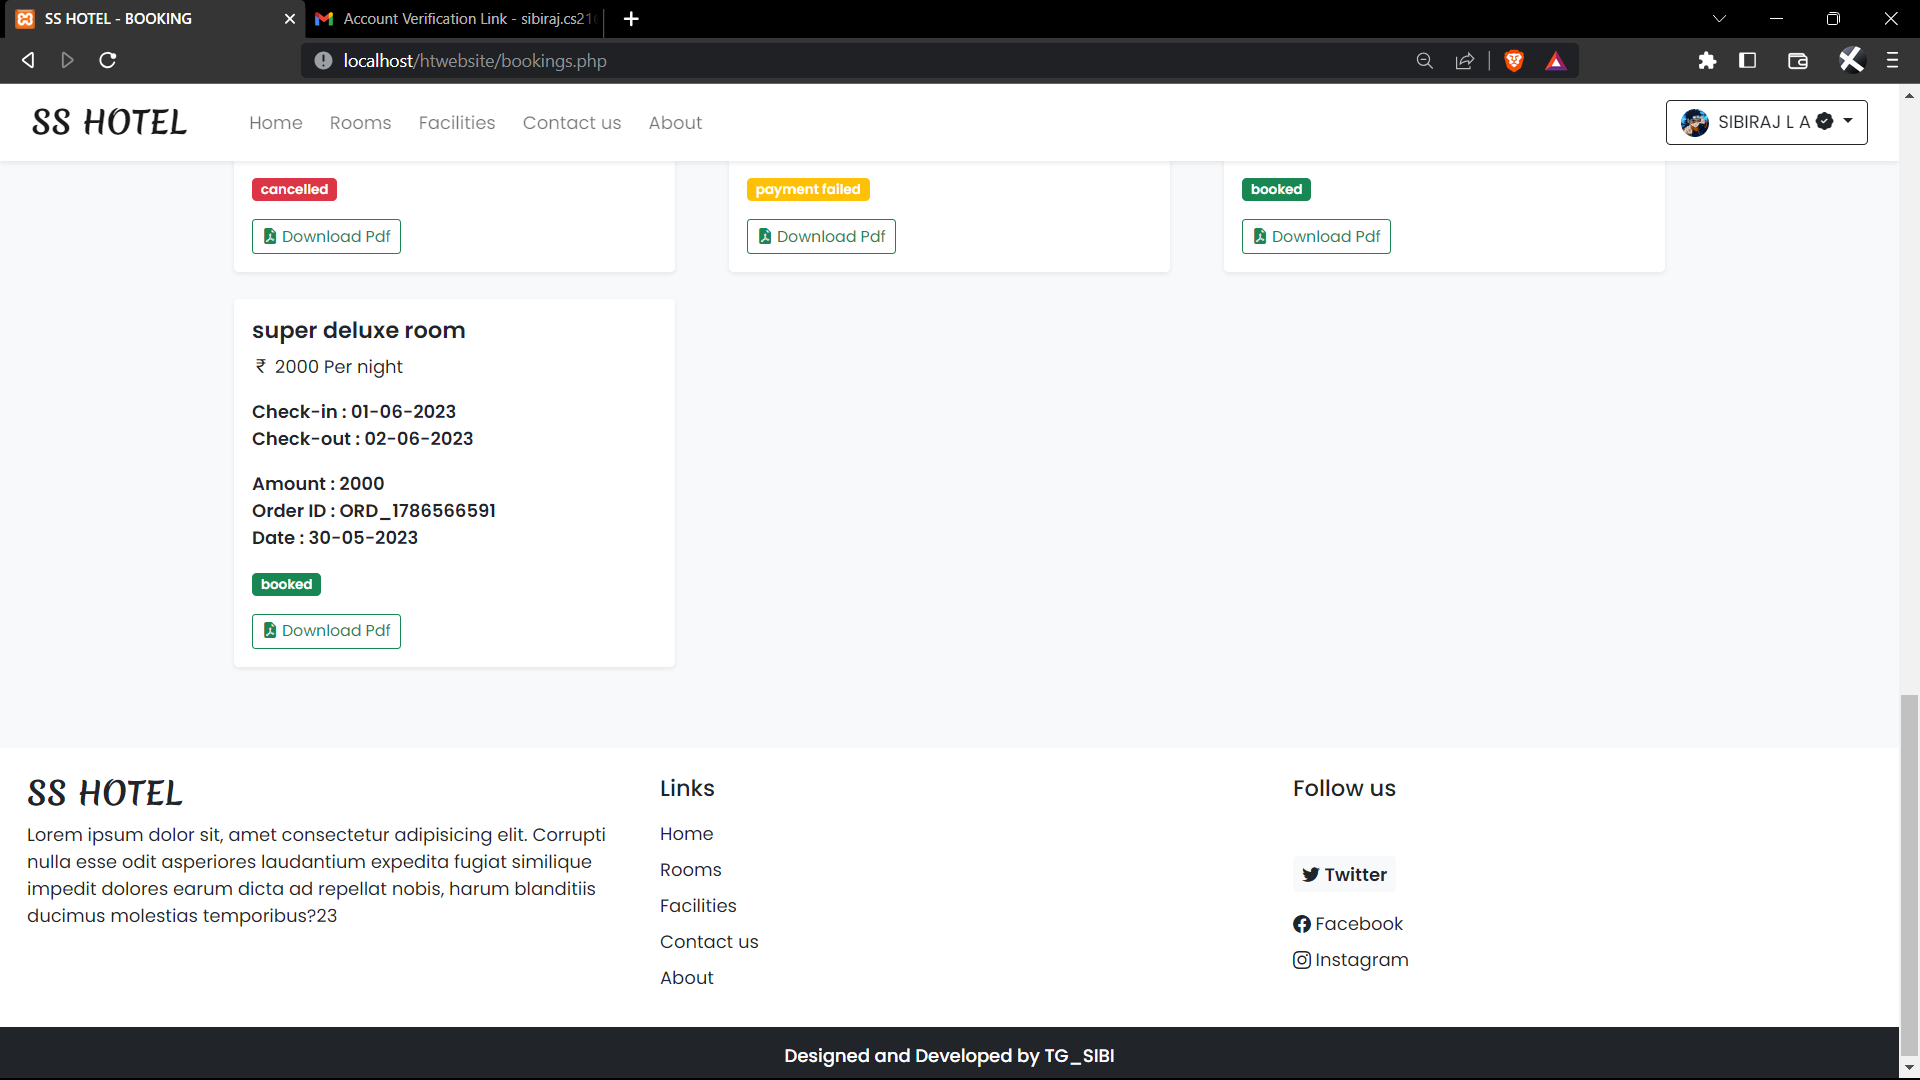 SS HOTEL - BOOKING
Account Verification Link - sibiraj.cs21
localhost/htwebsite/bookings.php
SS HOTEL
Home
Rooms
Facilities
Contact us
About
SIBIRAJ L A
cancelled
Download Pdf
payment failed
Download Pdf
booked
Download Pdf
super deluxe room
₹ 2000 Per night
Check-in : 01-06-2023
Check-out : 02-06-2023
Amount : 2000
Order ID : ORD_1786566591
Date : 30-05-2023
booked
Download Pdf
SS HOTEL
Lorem ipsum dolor sit, amet consectetur adipisicing elit. Corrupti
nulla esse odit asperiores laudantium expedita fugiat similique
impedit dolores earum dicta ad repellat nobis, harum blanditiis
ducimus molestias temporibus?23
Links
Home
Rooms
Facilities
Contact us
About
Follow us
Twitter
Facebook
Instagram
Designed and Developed by TG_SIBI